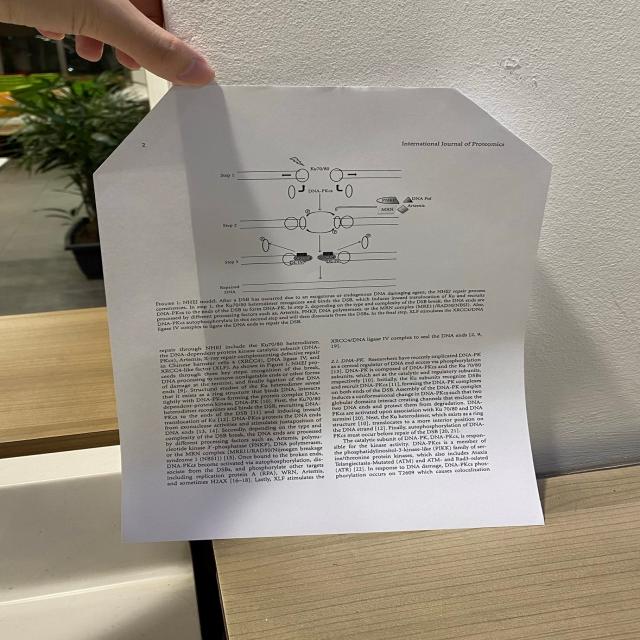 2
International Journal of Proteomics
Step 1
Ku70/80
DNA-PKcs
Step 2
PNKP
DNA Pol
MRN
Artemis
Step 3
Repaired
DNA
Figure 1: NHEJ model. After a DSB has occurred due to an exogenous or endogenous DNA damaging agent, the NHEJ repair process
commences. In step 1, the Ku70/80 heterodimer recognizes and binds the DSB, which induces inward translocation of Ku and recruits
DNA-PKcs to the ends of the DSB to form DNA-PK. In step 2, dependent on the type and complexity of the DSB break, the DNA ends are
processed by different processing factors such as, Artemis, PNKP, DNA polymerases, or the MRN complex (MRE11/RAD50/NBS1). Also,
DNA-PKcs autophosphorylate in this second step and will then dissociate from the DSBs. In the final step, XLF stimulates the XRCC4/DNA
ligase IV complex to ligate the DNA ends to repair the DSB.
repair through NHEJ include the Ku70/80 heterodimer,
the DNA-dependent protein kinase catalytic subunit (DNA-
PKcs), Artemis, X-ray repair complementing defective repair
in Chinese hamster cells 4 (XRCC4), DNA ligase IV and
XRCC4-like factor (XLF). As shown in Figure 1, NHEJ pro-
ceeds through three key steps: recognition of the break,
DNA processing to remove nonligatable ends or other forms
of damage at the termini, and finally ligation of the DNA
ends [9]. Structural studies of the Ku heterodimer reveal
that it exists as a ring around the DNA ends, interacts
tightly with DNA-PKcs forming the protein complex DNA-
dependent protein kinase (DNA-PK) [10]. First, the Ku70/80
heterodimer recognizes and binds the DSB, recruiting DNA-
PKcs to the ends of the DSB [11] and inducing inward
translocation of Ku [12]. DNA-PKcs protects the DNA ends
from exonuclease activities and stimulates juxtaposition of
the DNA ends [13, 14]. Secondly, depending on the type and
complexity of the DSB break, the DNA ends are processed
by different processing factors such as, Artemis, polynu-
cleotide kinase 3'-phosphatase (PNKP), DNA polymerases,
or the MRN complex (MRE11/RAD50/Nijmegen breakage
syndrome 1 (NBS1)) [15]. Once bound to the broken ends,
DNA-PKcs become activated via autophosphorylation, dis-
sociate from the DSBs, and phosphorylate other targets
including replication protein A (RPA), WRN, Artemis,
and sometimes H2AX [16–18]. Lastly, XLF stimulates the
XRCC4/DNA ligase IV complex to seal the DNA ends [2, 9,
19].
2.1. DNA-PK. Researchers have recently explicated DNA-PK
as a central regulator of DNA end access via phosphorylation
[13]. DNA-PK is composed of DNA-PKcs and the Ku 70/80
subunits, which act as the catalytic and regulatory subunits,
respectively [10]. Initially, the Ku subunits recognize DSBs
and recruit DNA-PKcs [11], forming the DNA-PK complexes
on both ends of the DSB. Assembly of the DNA-PK complex
induces a conformational change in DNA-PKcs such that two
globular domains interact creating channels that enclose the
two DNA ends and protect them from degradation. DNA-
PKcs are activated upon association with Ku 70/80 and DNA
termini [20]. Now, the Ku heterodimer, which exists as a ring
structure [10], translocates to a more interior position on
the DNA strand [12]. Finally, autophosphorylation of DNA-
PKcs must occur before repair of the DSB [20, 21].
The catalytic subunit of DNA-PK, DNA-PKcs, is respon-
sible for the kinase activity. DNA-PKcs is a member of
the phosphatidylinositol-3-kinase-like (PIKK) family of ser-
ine/threonine protein kinases, which also includes Ataxia
Telangiectasia-Mutated (ATM) and ATM- and Rad3-related
(ATR) [22]. In response to DNA damage, DNA-PKcs phos-
phorylation occurs on T2609 which causes colocalization